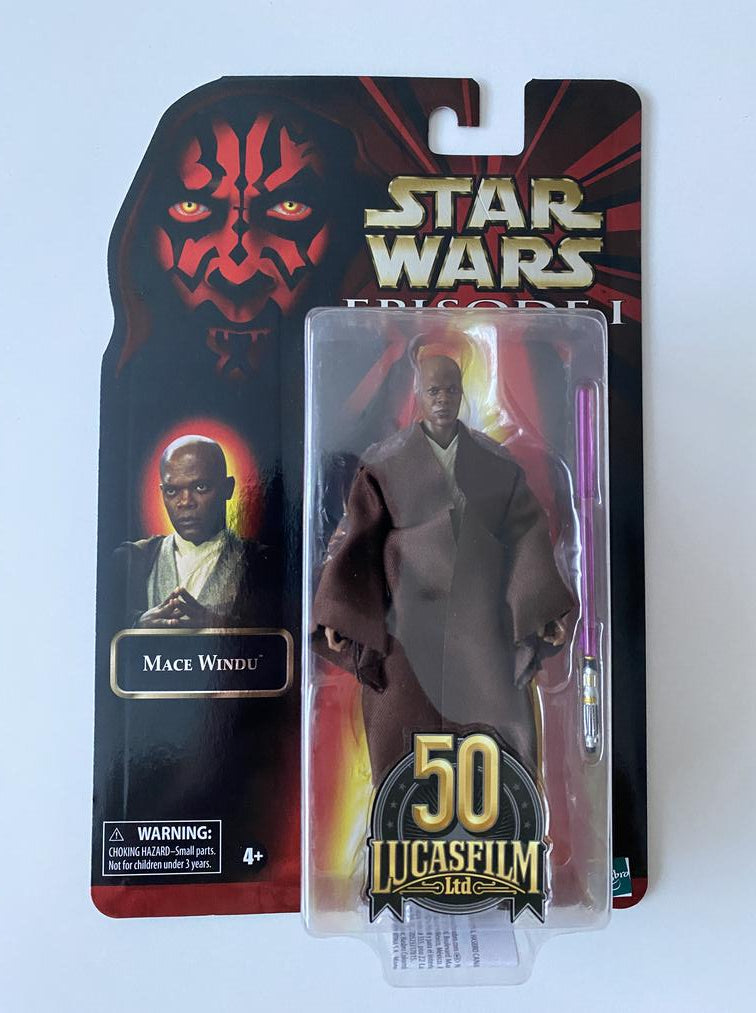 STAR
WARS
EPISODE I
MACE WINDU™
50
LUCASFILM
Ltd
WARNING:
CHOKING HAZARD–Small parts.
Not for children under 3 years.
4+